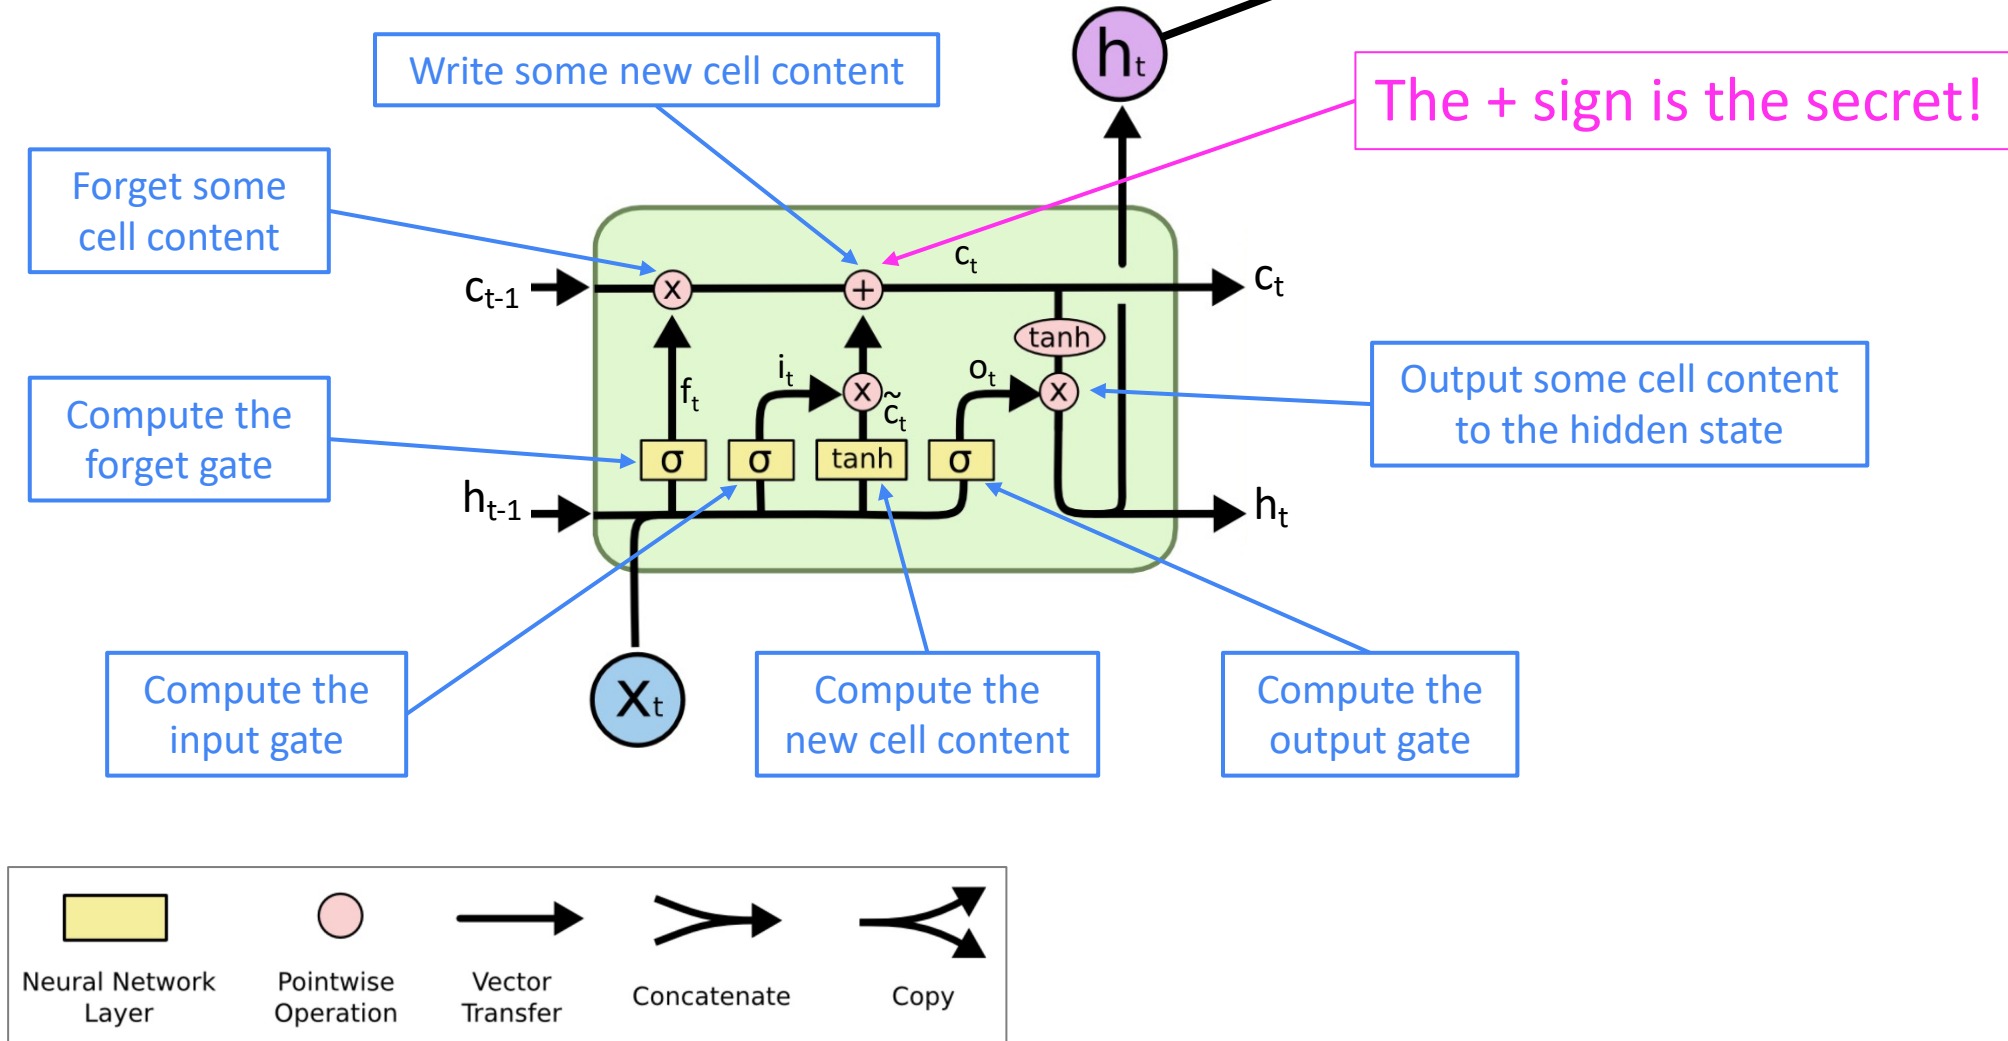 hₜ
Write some new cell content
The + sign is the secret!
Forget some
cell content
cₜ
cₜ₋₁
x
+
cₜ
tanh
iₜ
oₜ
fₜ
x
c̃ₜ
x
Output some cell content
to the hidden state
Compute the
forget gate
σ
σ
tanh
σ
hₜ₋₁
hₜ
Compute the
input gate
xₜ
Compute the
new cell content
Compute the
output gate
Neural Network
Layer
Pointwise
Operation
Vector
Transfer
Concatenate
Copy